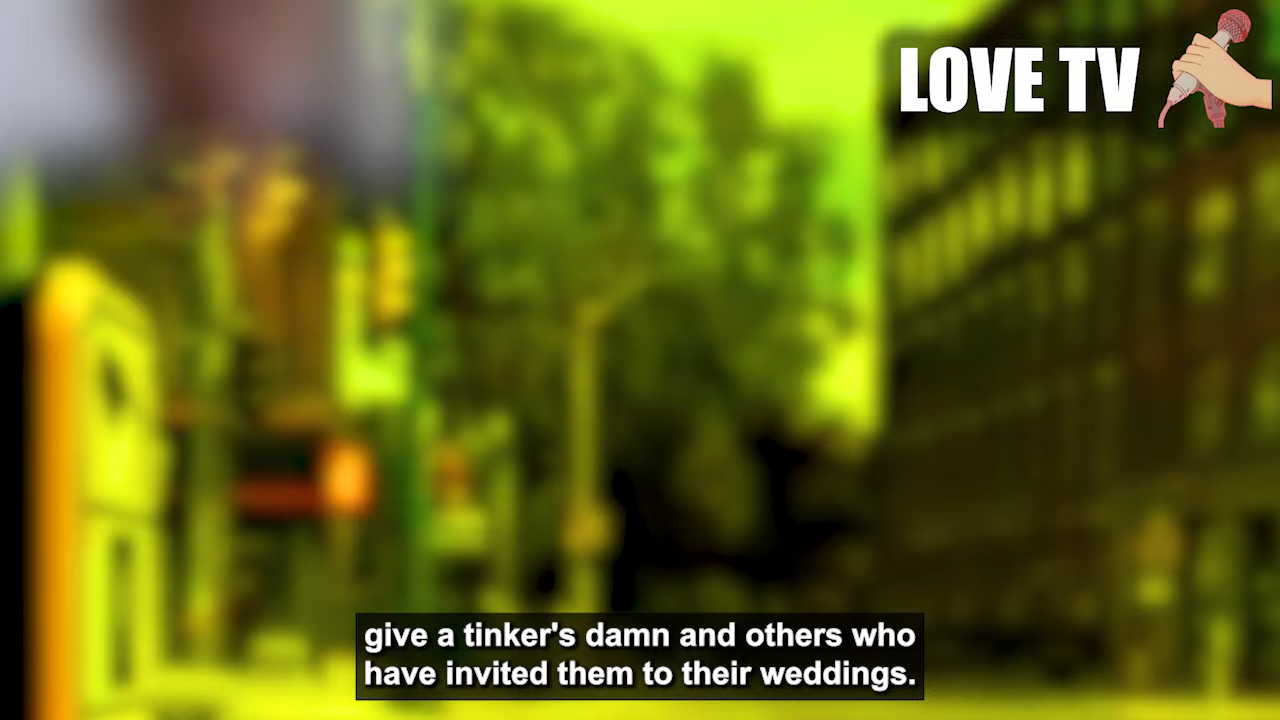 LOVE TV
give a tinker's damn and others who
have invited them to their weddings.